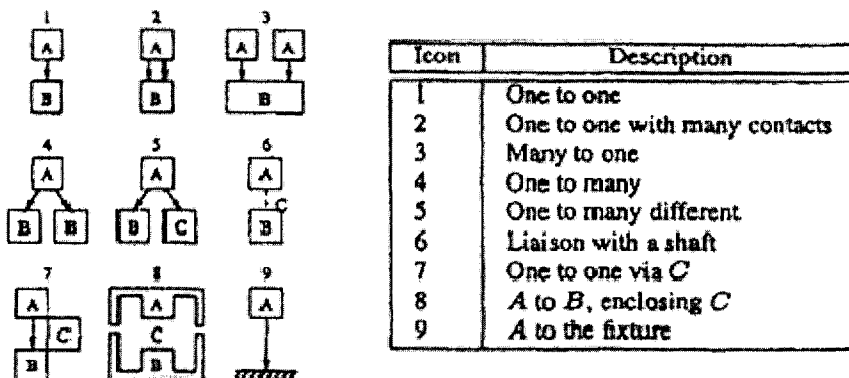 1 2 3
A A A A
B B B
4 5 6
A A A
C
B B B C B
7 8 9
A A A
C C
B B
Icon Description
1 One to one
2 One to one with many contacts
3 Many to one
4 One to many
5 One to many different
6 Liaison with a shaft
7 One to one via C
8 A to B, enclosing C
9 A to the fixture